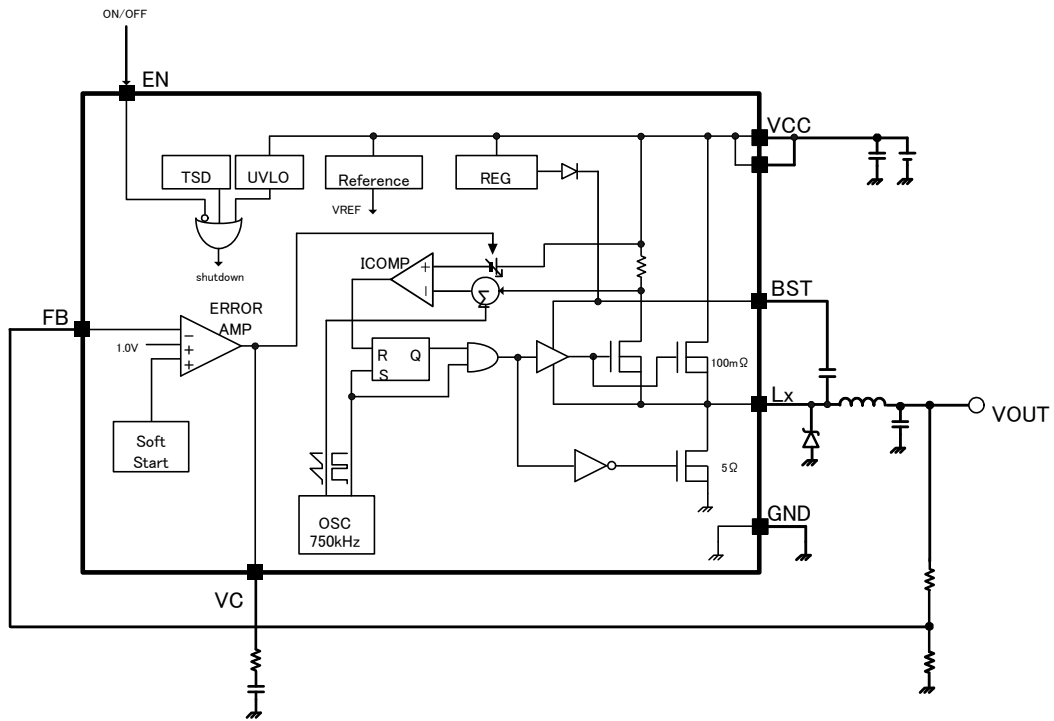 ON/OFF
EN
VCC
TSD
UVLO
Reference
REG
VREF
shutdown
ICOMP
+
−
Σ
BST
FB
ERROR
AMP
1.0V
−
+
+
R Q
S
100mΩ
Lx
VOUT
Soft
Start
5Ω
OSC
750kHz
GND
VC